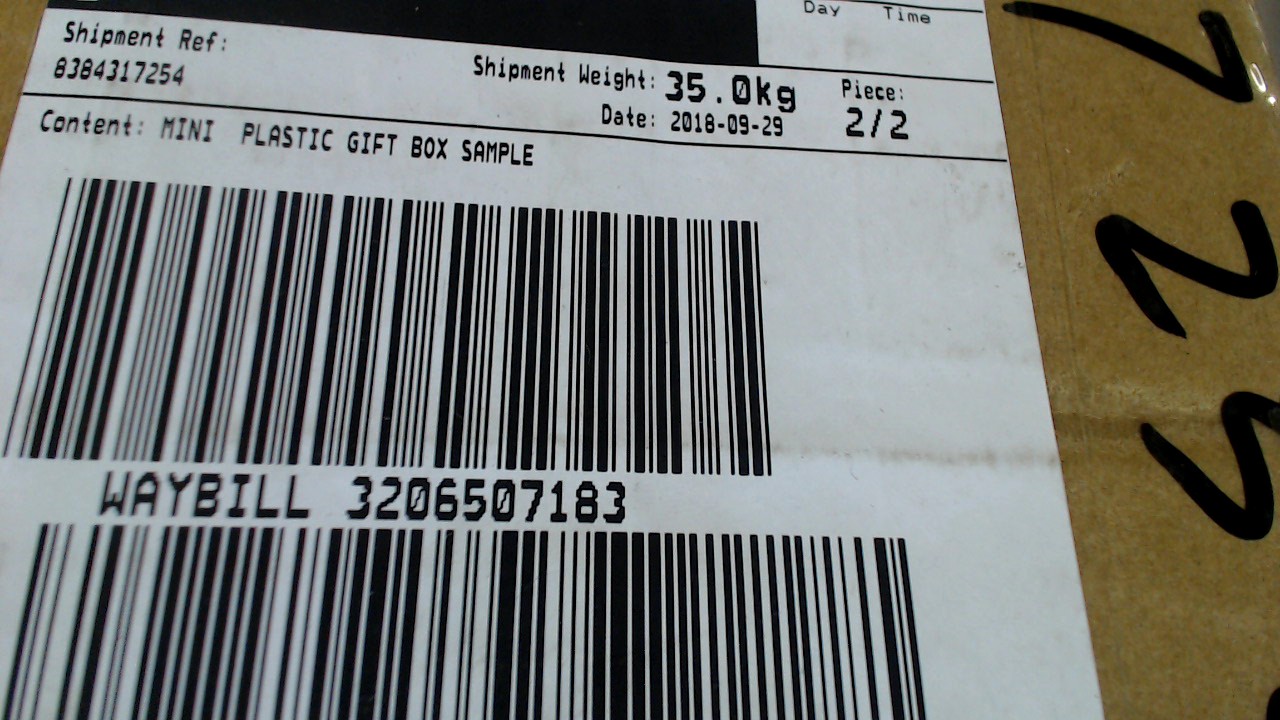 Day Time
Shipment Ref:
8384317254
Shipment Weight: 35.0kg
Piece:
Date: 2018-09-29
2/2
Content: MINI PLASTIC GIFT BOX SAMPLE
WAYBILL 3206507183